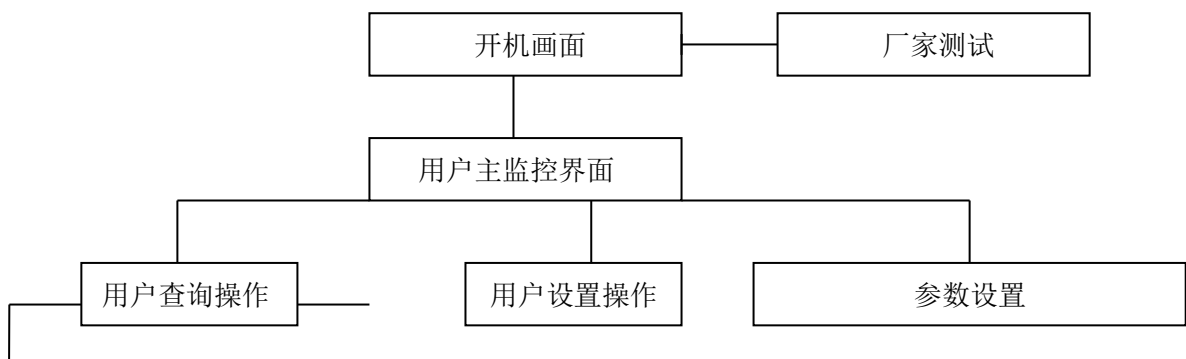 开机画面
厂家测试
用户主监控界面
用户查询操作
用户设置操作
参数设置